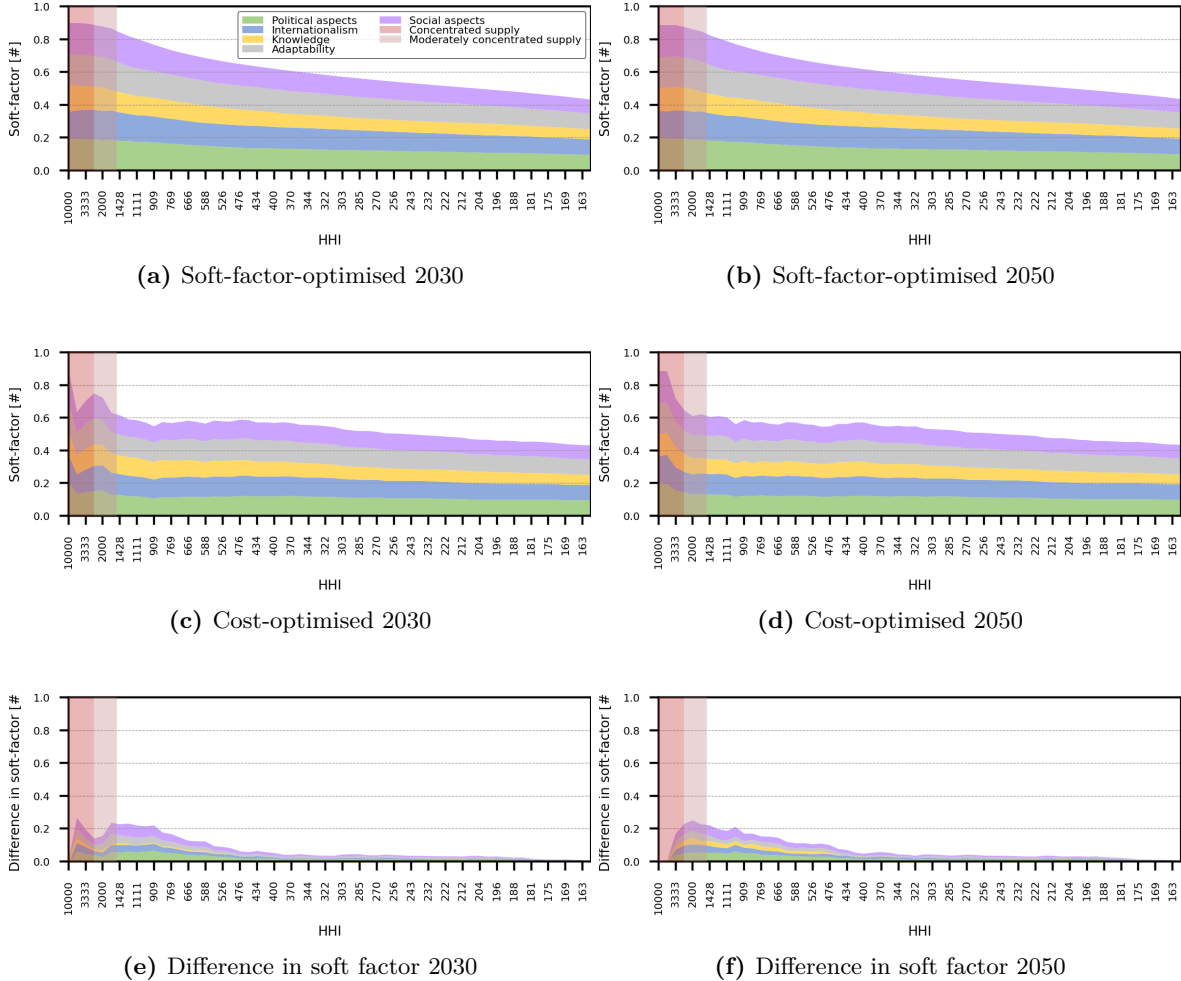 Soft-factor [#]
1.0
0.8
0.6
0.4
0.2
0.0
Political aspects
Internationalism
Knowledge
Adaptability
Social aspects
Concentrated supply
Moderately concentrated supply
10000 3333 2000 1428 1111 909 769 666 588 526 476 434 400 370 344 322 303 285 270 256 243 232 222 212 204 196 188 181 175 169 163
HHI
(a) Soft-factor-optimised 2030
Soft-factor [#]
1.0
0.8
0.6
0.4
0.2
0.0
10000 3333 2000 1428 1111 909 769 666 588 526 476 434 400 370 344 322 303 285 270 256 243 232 222 212 204 196 188 181 175 169 163
HHI
(b) Soft-factor-optimised 2050
Soft-factor [#]
1.0
0.8
0.6
0.4
0.2
0.0
10000 3333 2000 1428 1111 909 769 666 588 526 476 434 400 370 344 322 303 285 270 256 243 232 222 212 204 196 188 181 175 169 163
HHI
(c) Cost-optimised 2030
Soft-factor [#]
1.0
0.8
0.6
0.4
0.2
0.0
10000 3333 2000 1428 1111 909 769 666 588 526 476 434 400 370 344 322 303 285 270 256 243 232 222 212 204 196 188 181 175 169 163
HHI
(d) Cost-optimised 2050
Difference in soft-factor [#
1.0
0.8
0.6
0.4
0.2
0.0
10000 3333 2000 1428 1111 909 769 666 588 526 476 434 400 370 344 322 303 285 270 256 243 232 222 212 204 196 188 181 175 169 163
HHI
(e) Difference in soft factor 2030
Difference in soft-factor [#
1.0
0.8
0.6
0.4
0.2
0.0
10000 3333 2000 1428 1111 909 769 666 588 526 476 434 400 370 344 322 303 285 270 256 243 232 222 212 204 196 188 181 175 169 163
HHI
(f) Difference in soft factor 2050